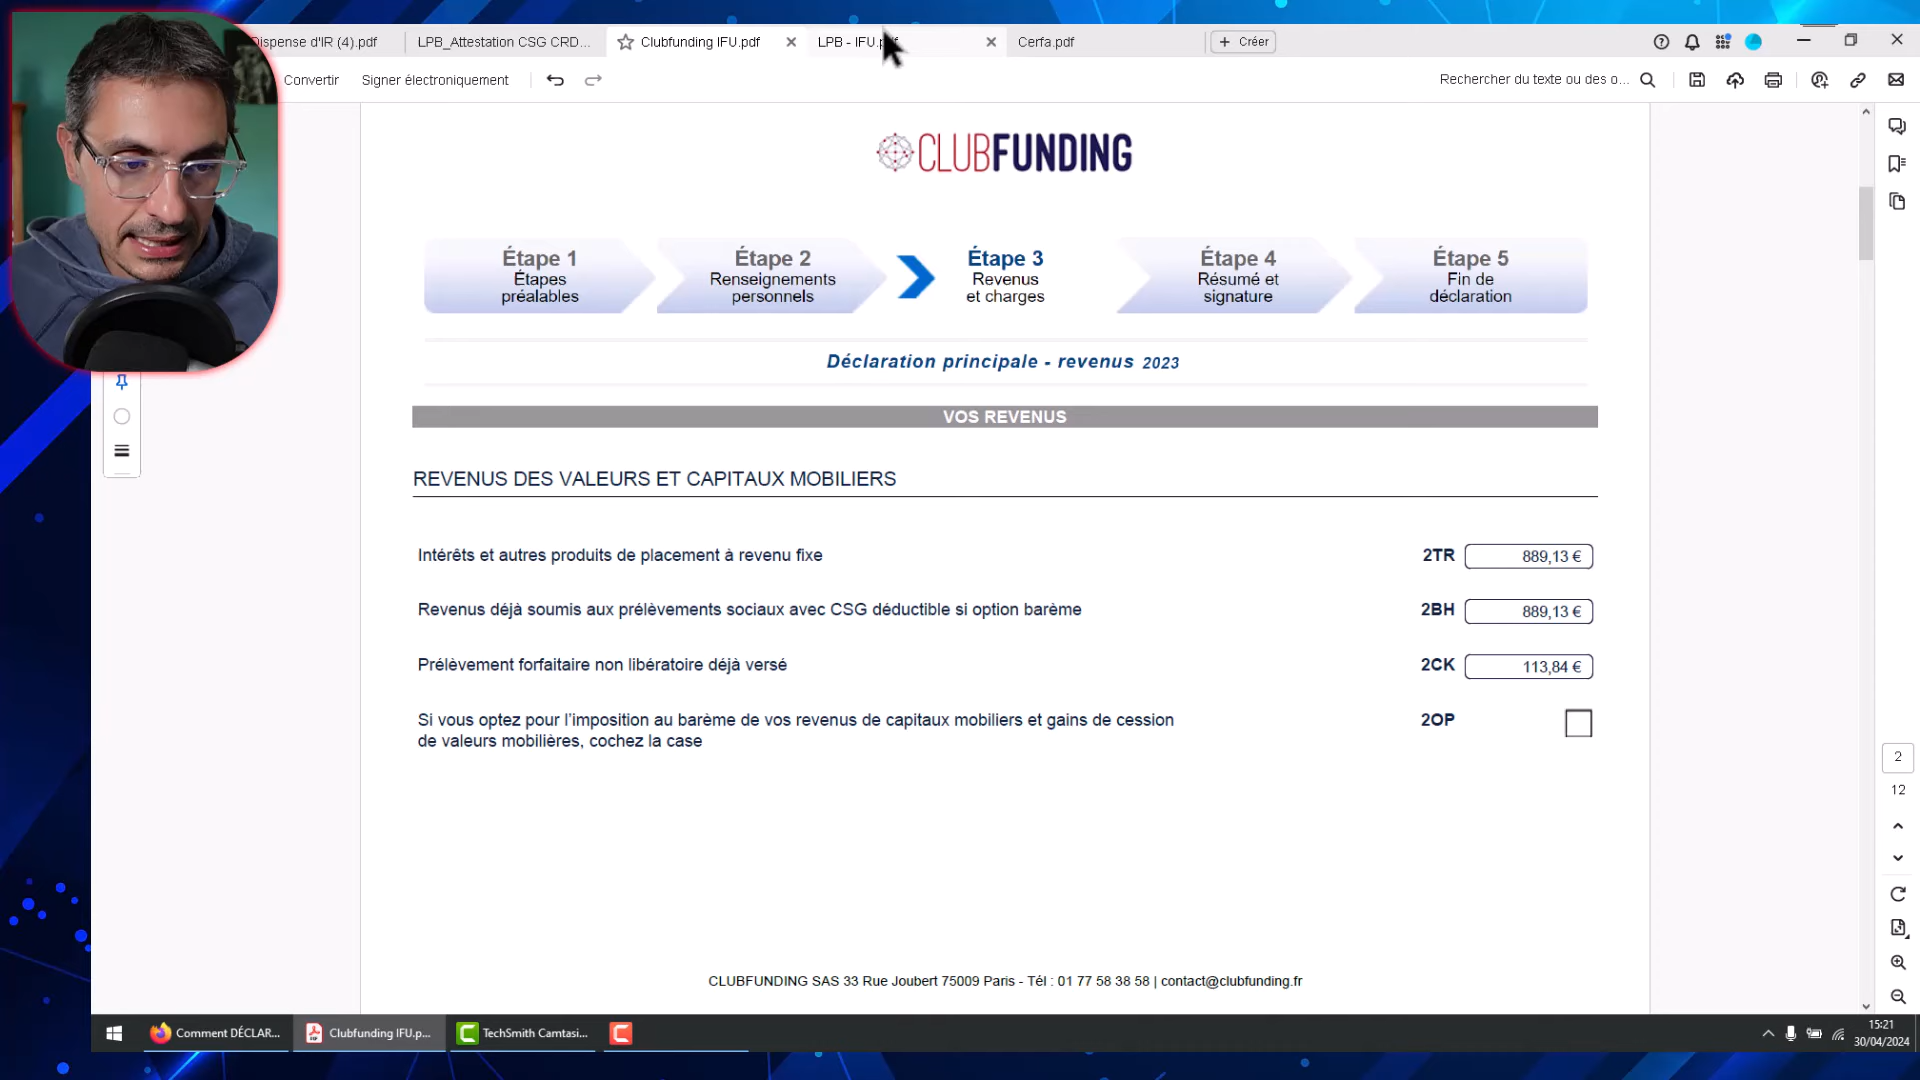 Dispense d'IR (4).pdf
LPB_Attestation CSG CRD...
Clubfunding IFU.pdf
LPB - IFU.pdf
Cerfa.pdf
Créer
Convertir
Signer électroniquement
Rechercher du texte ou des o...
CLUBFUNDING
Étape 1
Étapes
préalables
Étape 2
Renseignements
personnels
Étape 3
Revenus
et charges
Étape 4
Résumé et
signature
Étape 5
Fin de
déclaration
Déclaration principale - revenus 2023
VOS REVENUS
REVENUS DES VALEURS ET CAPITAUX MOBILIERS
Intérêts et autres produits de placement à revenu fixe 2TR 889,13 €
Revenus déjà soumis aux prélèvements sociaux avec CSG déductible si option barème 2BH 889,13 €
Prélèvement forfaitaire non libératoire déjà versé 2CK 113,84 €
Si vous optez pour l'imposition au barème de vos revenus de capitaux mobiliers et gains de cession 2OP
de valeurs mobilières, cochez la case
2
12
CLUBFUNDING SAS 33 Rue Joubert 75009 Paris - Tél : 01 77 58 38 58 | contact@clubfunding.fr
Comment DÉCLAR...
Clubfunding IFU.p...
TechSmith Camtasi...
15:21
30/04/2024